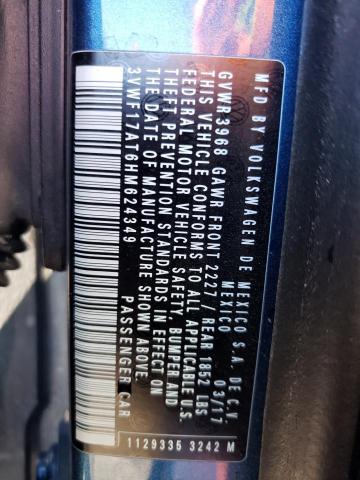 MFD BY VOLKSWAGEN DE MEXICO S.A. DE C.V.
MEXICO 03/17
GVWR3968 GAWR FRONT 2227/ REAR 1852 LBS
THIS VEHICLE CONFORMS TO ALL APPLICABLE U.S.
FEDERAL MOTOR VEHICLE SAFETY, BUMPER AND
THEFT PREVENTION STANDARDS IN EFFECT ON
THE DATE OF MANUFACTURE SHOWN ABOVE.
3VWF17AT6HM624349 PASSENGER CAR
1129335 3242 M